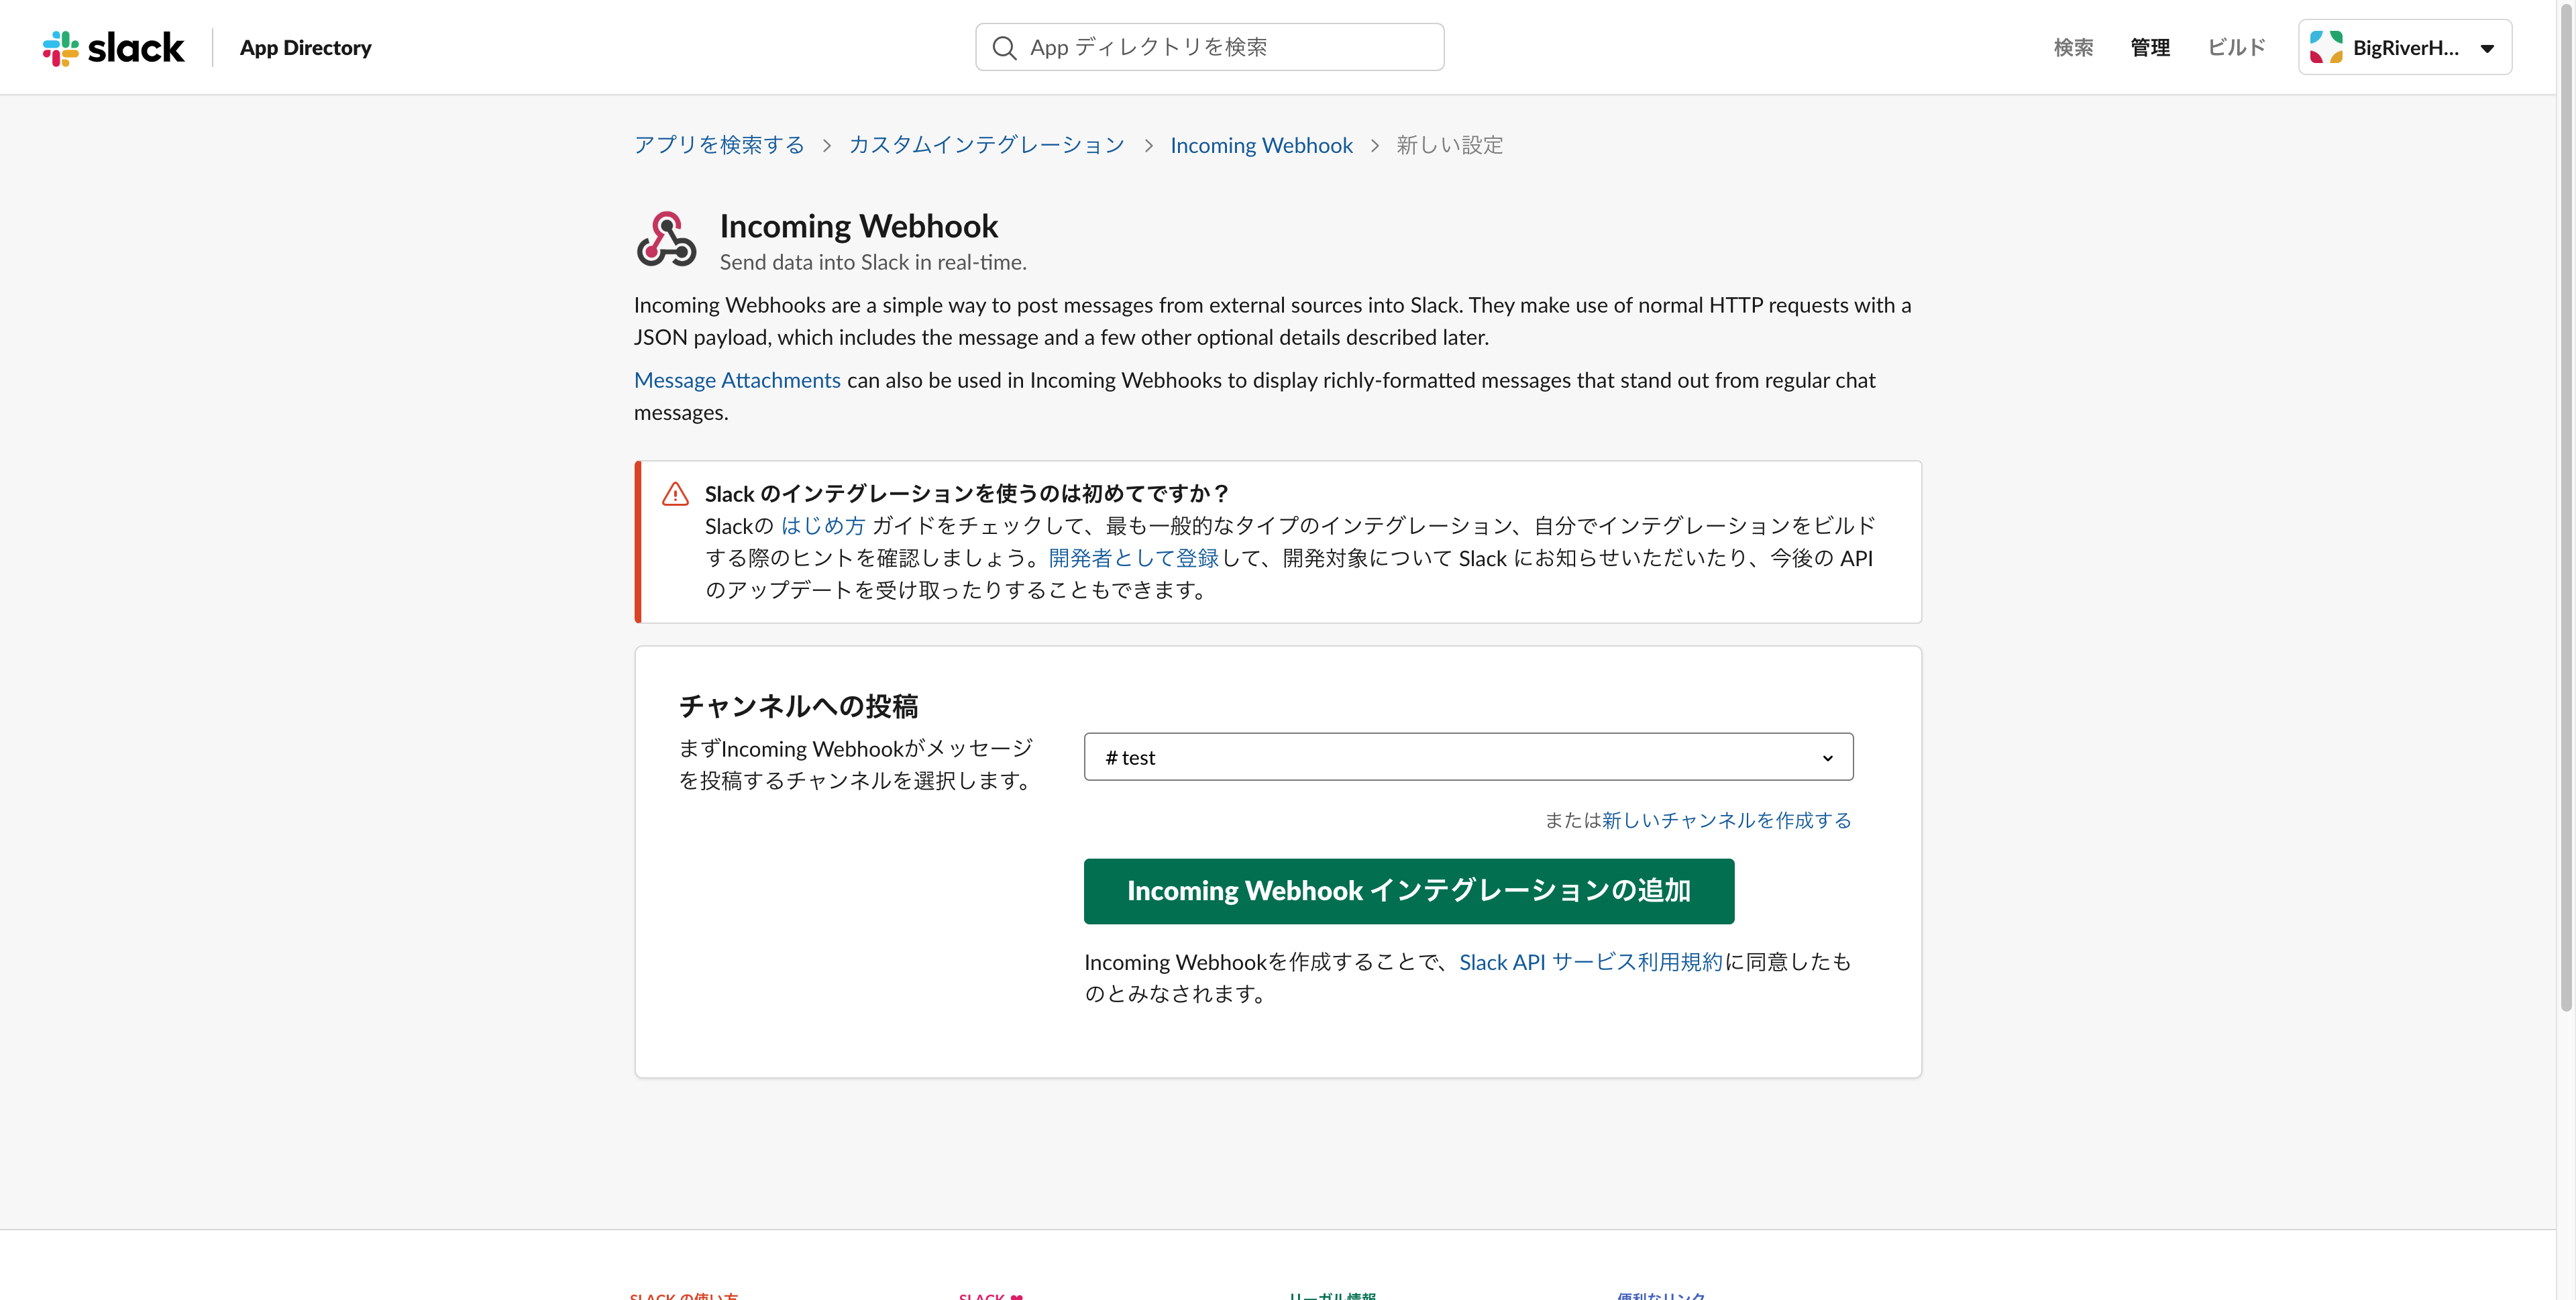 slack
App Directory
App ディレクトリを検索
検索
管理
ビルド
BigRiverH...
アプリを検索する > カスタムインテグレーション > Incoming Webhook > 新しい設定
Incoming Webhook
Send data into Slack in real-time.
Incoming Webhooks are a simple way to post messages from external sources into Slack. They make use of normal HTTP requests with a
JSON payload, which includes the message and a few other optional details described later.
Message Attachments can also be used in Incoming Webhooks to display richly-formatted messages that stand out from regular chat
messages.
Slack のインテグレーションを使うのは初めてですか？
Slackの はじめ方 ガイドをチェックして、最も一般的なタイプのインテグレーション、自分でインテグレーションをビルド
する際のヒントを確認しましょう。開発者として登録して、開発対象について Slack にお知らせいただいたり、今後の API
のアップデートを受け取ったりすることもできます。
チャンネルへの投稿
まずIncoming Webhookがメッセージ
を投稿するチャンネルを選択します。
# test
または新しいチャンネルを作成する
Incoming Webhook インテグレーションの追加
Incoming Webhookを作成することで、Slack API サービス利用規約に同意したも
のとみなされます。
SLACK の使い方
SLACK ♥
リーガル情報
便利なリンク